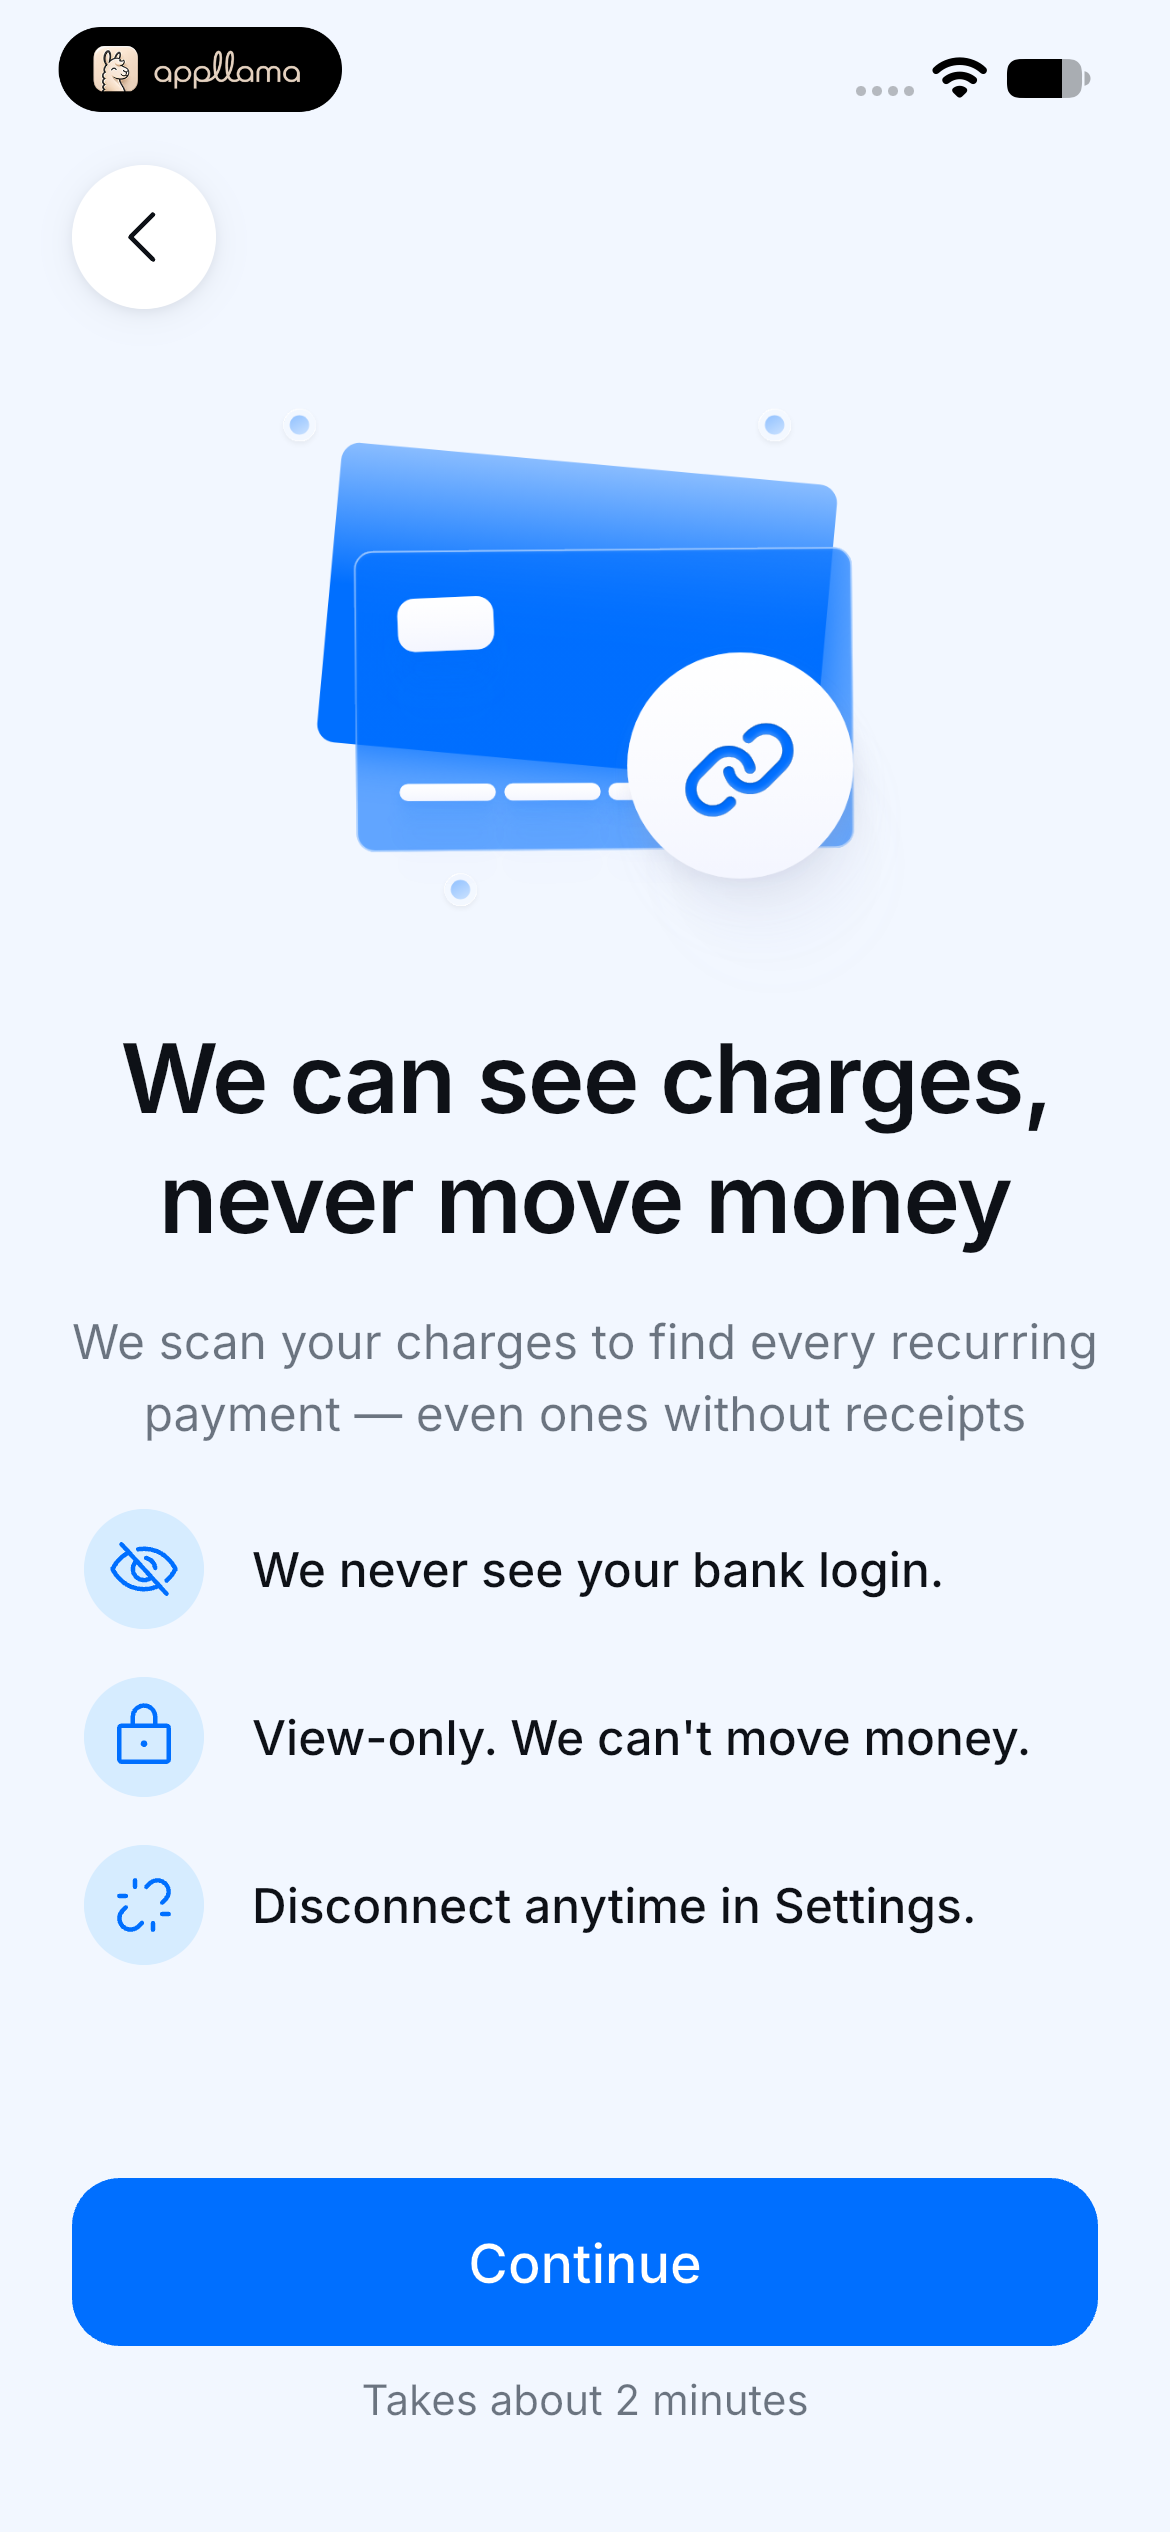 appllama
We can see charges,
never move money
We scan your charges to find every recurring
payment — even ones without receipts
We never see your bank login.
View-only. We can't move money.
Disconnect anytime in Settings.
Continue
Takes about 2 minutes